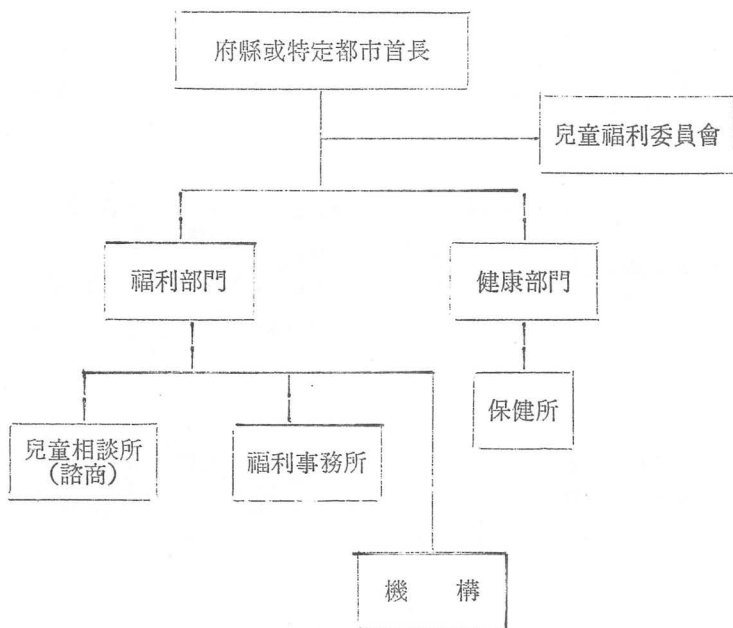 府縣或特定都市首長
兒童福利委員會
福利部門
健康部門
保健所
兒童相談所
(諮商)
福利事務所
機 構